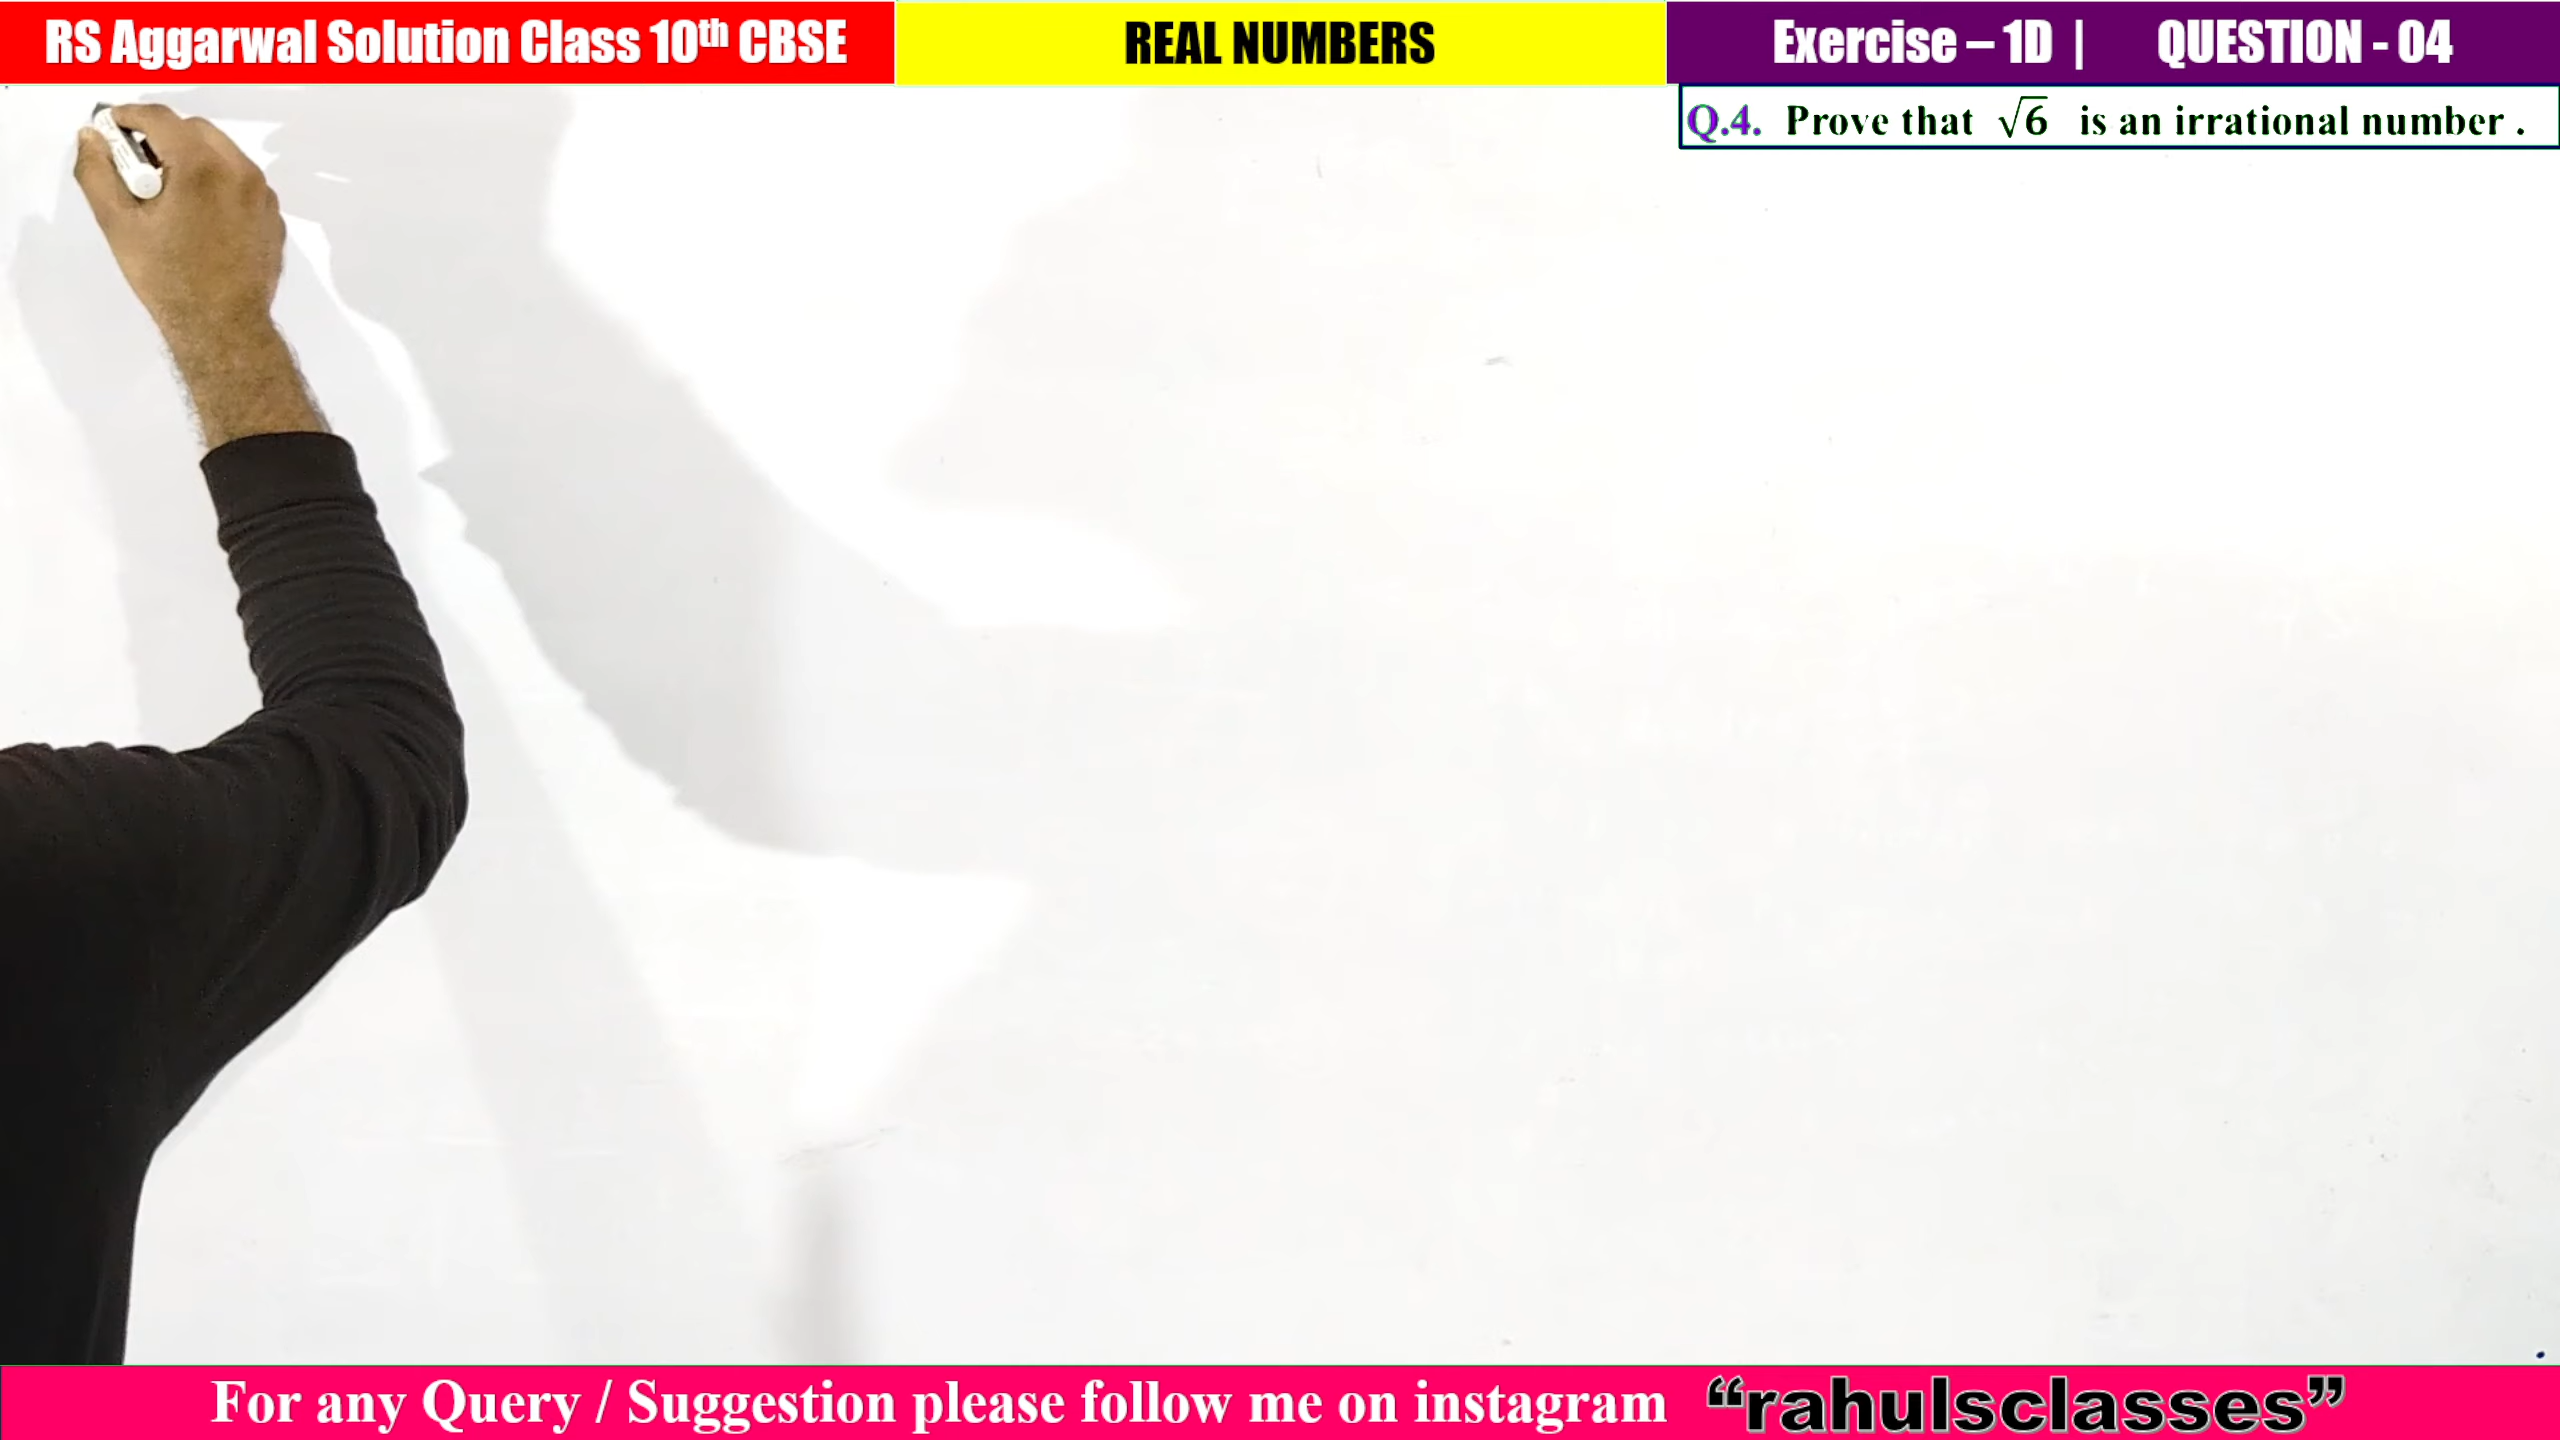 RS Aggarwal Solution Class 10th CBSE
REAL NUMBERS
Exercise – 1D | QUESTION - 04
Q.4. Prove that √6 is an irrational number .
For any Query / Suggestion please follow me on instagram “rahulsclasses”